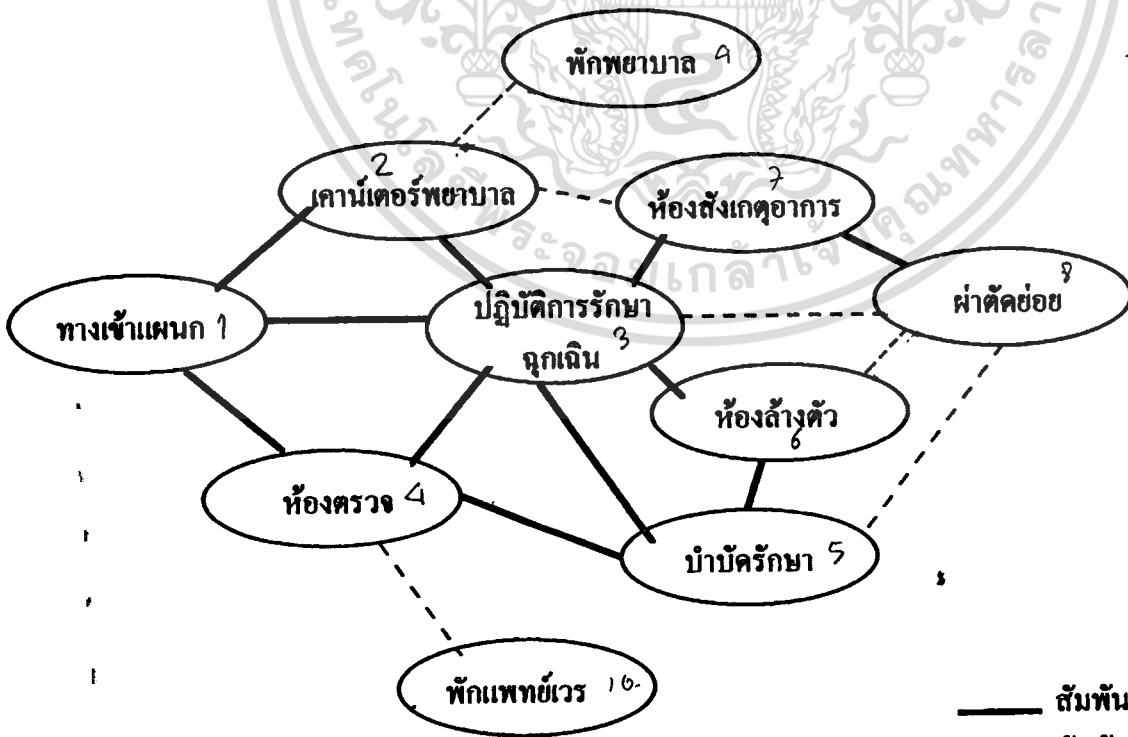 พักพยาบาล 9
2
เคาน์เตอร์พยาบาล
7
ห้องสังเกตุอาการ
8
ผ่าตัดย่อย
ทางเข้าแผนก 1
ปฏิบัติการรักษา
ฉุกเฉิน 3
ห้องล้างตัว
6
ห้องตรวจ 4
บำบัดรักษา 5
พักแพทย์เวร 10.
สัมพัน